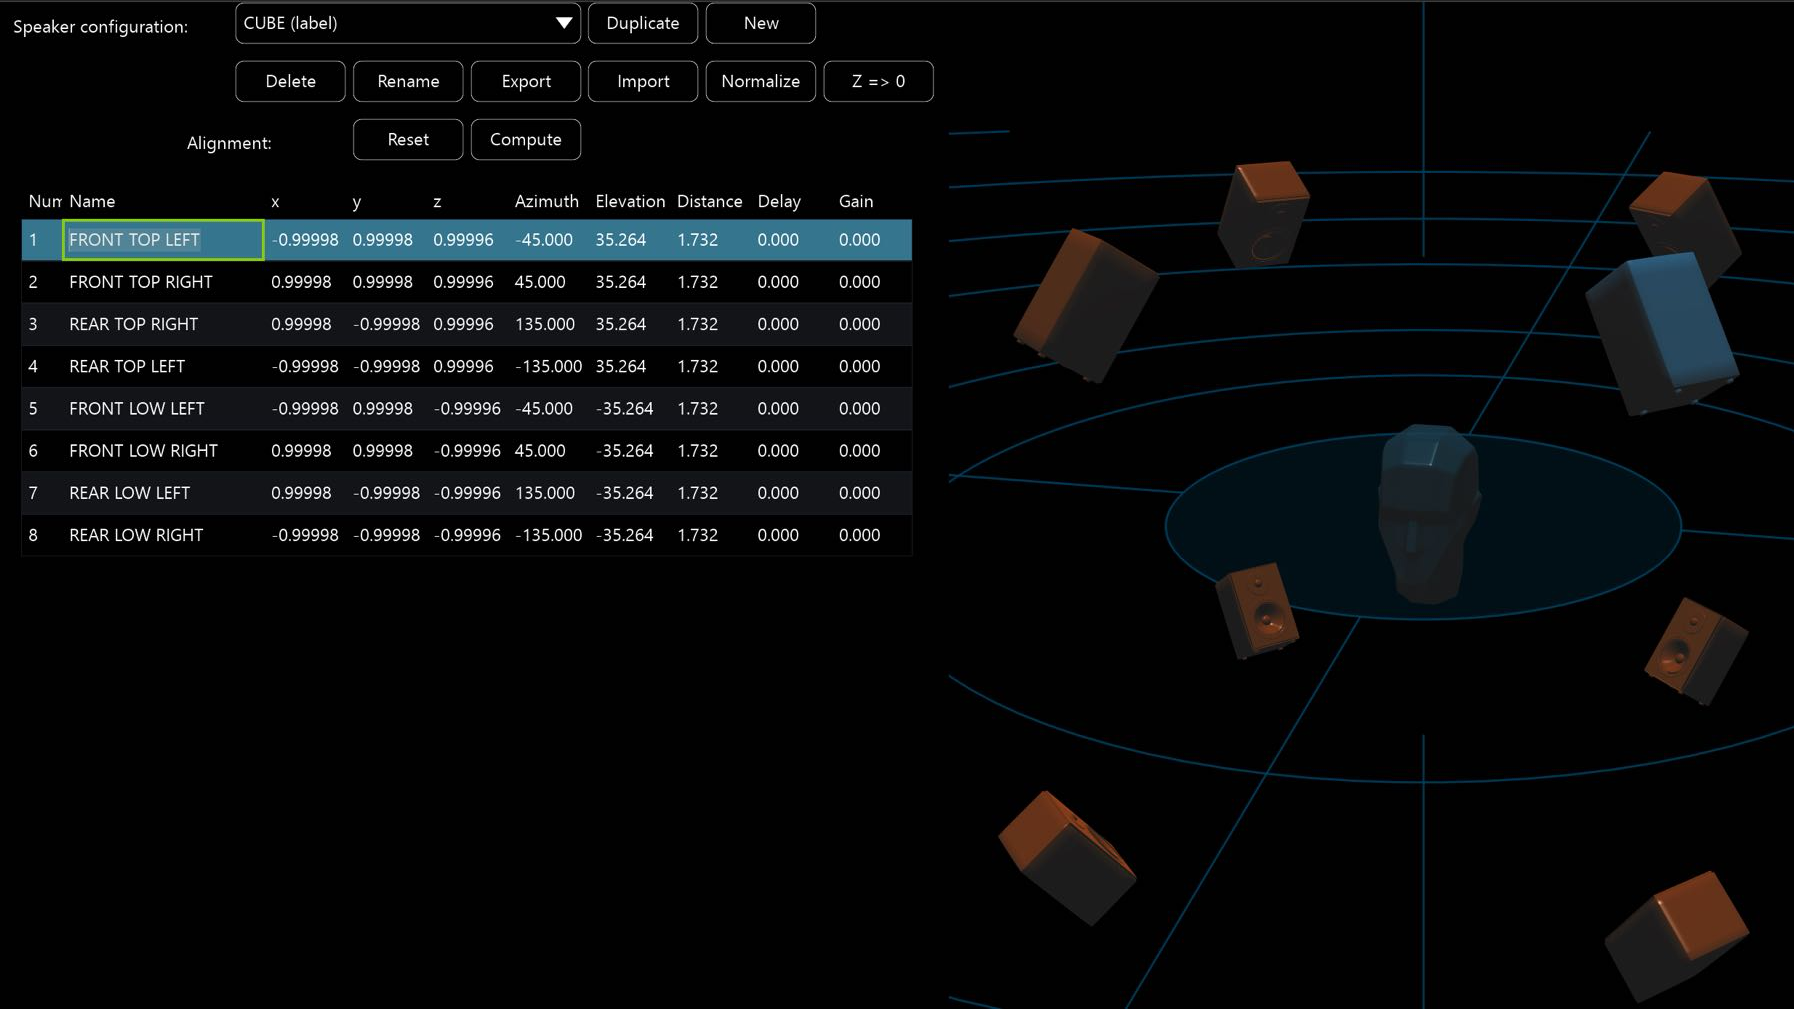 Speaker configuration: CUBE (label) Duplicate New
Delete Rename Export Import Normalize Z => 0
Alignment: Reset Compute
Num Name x y z Azimuth Elevation Distance Delay Gain
1 FRONT TOP LEFT -0.99998 0.99998 0.99996 -45.000 35.264 1.732 0.000 0.000
2 FRONT TOP RIGHT 0.99998 0.99998 0.99996 45.000 35.264 1.732 0.000 0.000
3 REAR TOP RIGHT 0.99998 -0.99998 0.99996 135.000 35.264 1.732 0.000 0.000
4 REAR TOP LEFT -0.99998 -0.99998 0.99996 -135.000 35.264 1.732 0.000 0.000
5 FRONT LOW LEFT -0.99998 0.99998 -0.99996 -45.000 -35.264 1.732 0.000 0.000
6 FRONT LOW RIGHT 0.99998 0.99998 -0.99996 45.000 -35.264 1.732 0.000 0.000
7 REAR LOW LEFT 0.99998 -0.99998 -0.99996 135.000 -35.264 1.732 0.000 0.000
8 REAR LOW RIGHT -0.99998 -0.99998 -0.99996 -135.000 -35.264 1.732 0.000 0.000